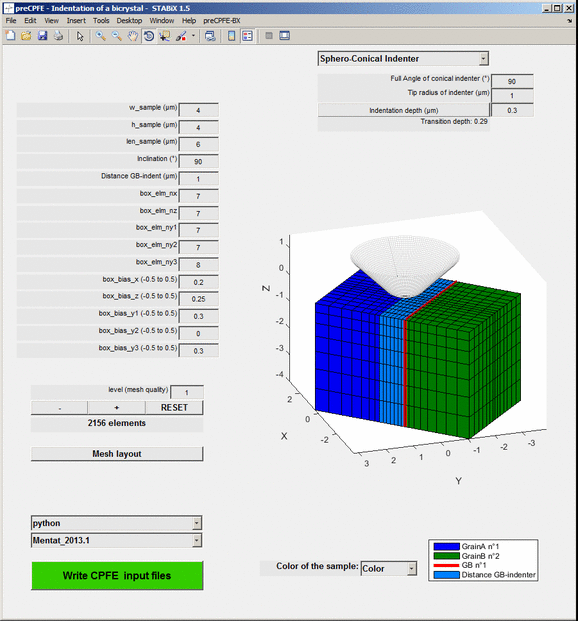 preCPFE - Indentation of a bicrystal - STABiX 1.5
File Edit View Insert Tools Desktop Window Help preCPFE-BX
Sphero-Conical Indenter
Full Angle of conical indenter (°) 90
Tip radius of indenter (µm) 1
Indentation depth (µm) 0.3
Transition depth: 0.29
w_sample (µm) 4
h_sample (µm) 4
len_sample (µm) 6
Inclination (°) 90
Distance GB-indent (µm) 1
box_elm_nx 7
box_elm_nz 7
box_elm_ny1 7
box_elm_ny2 7
box_elm_ny3 8
box_bias_x (-0.5 to 0.5) 0.2
box_bias_z (-0.5 to 0.5) 0.25
box_bias_y1 (-0.5 to 0.5) 0.3
box_bias_y2 (-0.5 to 0.5) 0
box_bias_y3 (-0.5 to 0.5) 0.3
level (mesh quality) 1
- + RESET
2156 elements
Mesh layout
python
Mentat_2013.1
Write CPFE input files
1
0
-1
-2
-3
-4
Z
2
0
-2
X
3 2 1 0 -1 -2 -3
Y
Color of the sample: Color
GrainA n°1
GrainB n°2
GB n°1
Distance GB-indenter